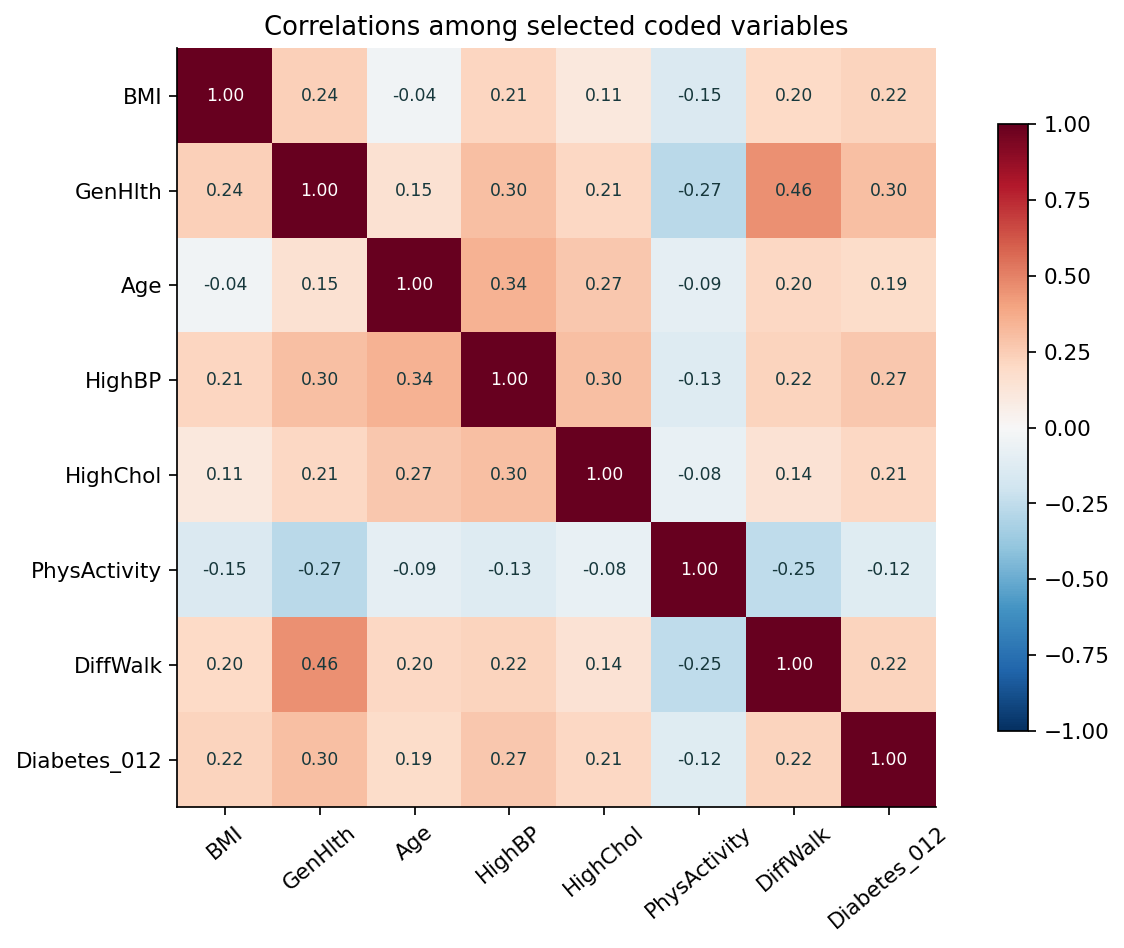 Correlations among selected coded variables
BMI 1.00 0.24 -0.04 0.21 0.11 -0.15 0.20 0.22
GenHlth 0.24 1.00 0.15 0.30 0.21 -0.27 0.46 0.30
Age -0.04 0.15 1.00 0.34 0.27 -0.09 0.20 0.19
HighBP 0.21 0.30 0.34 1.00 0.30 -0.13 0.22 0.27
HighChol 0.11 0.21 0.27 0.30 1.00 -0.08 0.14 0.21
PhysActivity -0.15 -0.27 -0.09 -0.13 -0.08 1.00 -0.25 -0.12
DiffWalk 0.20 0.46 0.20 0.22 0.14 -0.25 1.00 0.22
Diabetes_012 0.22 0.30 0.19 0.27 0.21 -0.12 0.22 1.00
BMI GenHlth Age HighBP HighChol PhysActivity DiffWalk Diabetes_012
1.00
0.75
0.50
0.25
0.00
−0.25
−0.50
−0.75
−1.00